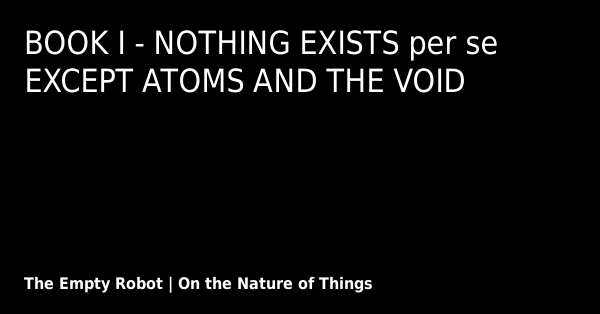 BOOK I - NOTHING EXISTS per se
EXCEPT ATOMS AND THE VOID
The Empty Robot | On the Nature of Things